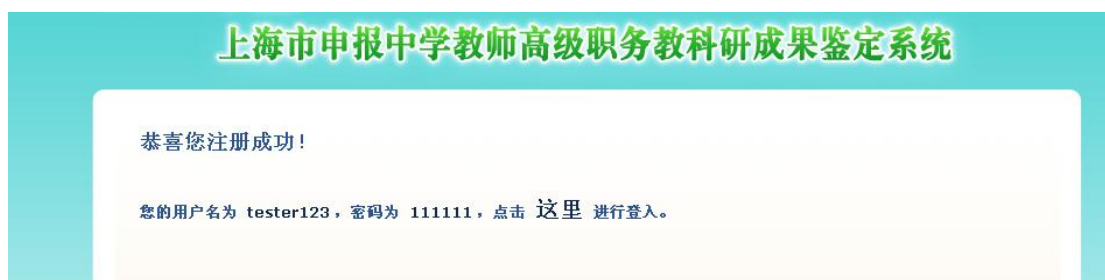 上海市申报中学教师高级职务教科研成果鉴定系统
恭喜您注册成功！
您的用户名为 tester123，密码为 111111，点击 这里 进行登入。